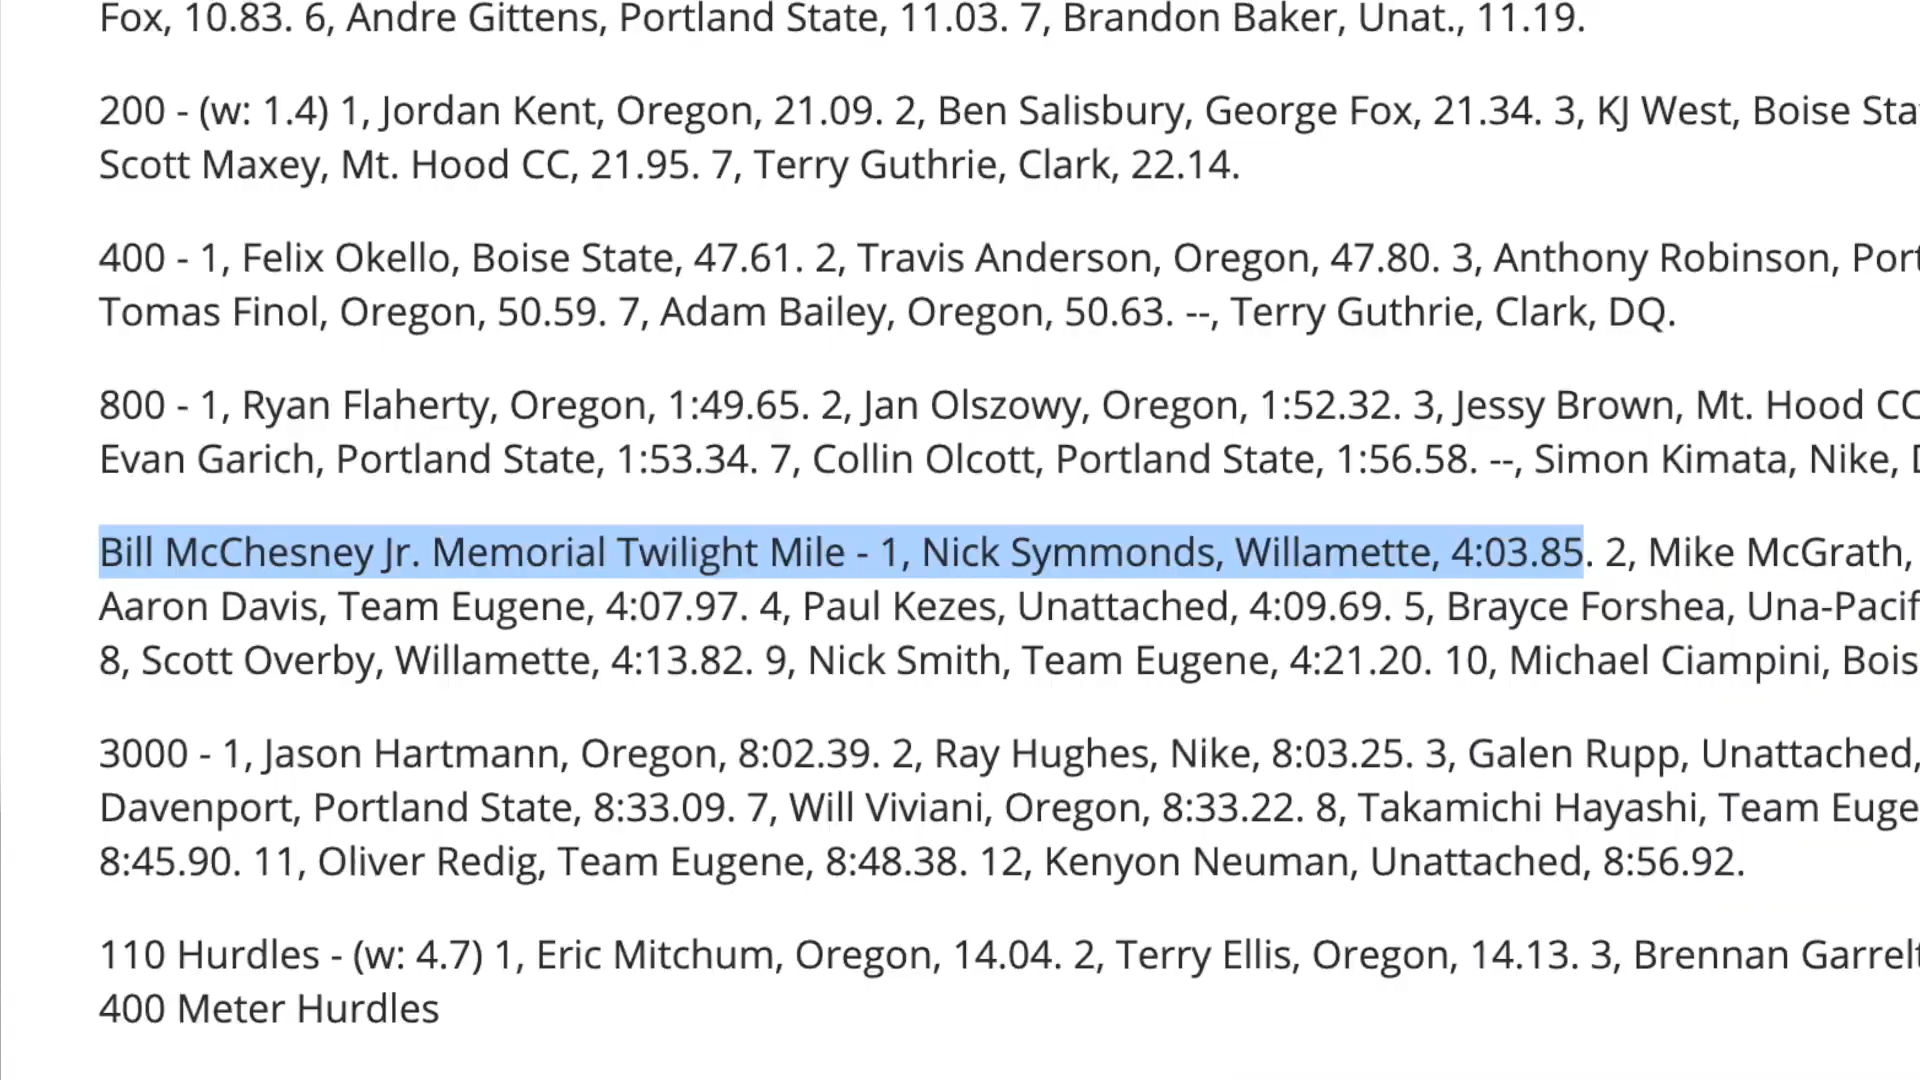 Fox, 10.83. 6, Andre Gittens, Portland State, 11.03. 7, Brandon Baker, Unat., 11.19.
200 - (w: 1.4) 1, Jordan Kent, Oregon, 21.09. 2, Ben Salisbury, George Fox, 21.34. 3, KJ West, Boise
Scott Maxey, Mt. Hood CC, 21.95. 7, Terry Guthrie, Clark, 22.14.
400 - 1, Felix Okello, Boise State, 47.61. 2, Travis Anderson, Oregon, 47.80. 3, Anthony Robinson, Port
Tomas Finol, Oregon, 50.59. 7, Adam Bailey, Oregon, 50.63. --, Terry Guthrie, Clark, DQ.
800 - 1, Ryan Flaherty, Oregon, 1:49.65. 2, Jan Olszowy, Oregon, 1:52.32. 3, Jessy Brown, Mt. Hood CC
Evan Garich, Portland State, 1:53.34. 7, Collin Olcott, Portland State, 1:56.58. --, Simon Kimata, Nike,
Bill McChesney Jr. Memorial Twilight Mile - 1, Nick Symmonds, Willamette, 4:03.85. 2, Mike McGrath,
Aaron Davis, Team Eugene, 4:07.97. 4, Paul Kezes, Unattached, 4:09.69. 5, Brayce Forshea, Una-Pacif
8, Scott Overby, Willamette, 4:13.82. 9, Nick Smith, Team Eugene, 4:21.20. 10, Michael Ciampini, Bois
3000 - 1, Jason Hartmann, Oregon, 8:02.39. 2, Ray Hughes, Nike, 8:03.25. 3, Galen Rupp, Unattached,
Davenport, Portland State, 8:33.09. 7, Will Viviani, Oregon, 8:33.22. 8, Takamichi Hayashi, Team Euge
8:45.90. 11, Oliver Redig, Team Eugene, 8:48.38. 12, Kenyon Neuman, Unattached, 8:56.92.
110 Hurdles - (w: 4.7) 1, Eric Mitchum, Oregon, 14.04. 2, Terry Ellis, Oregon, 14.13. 3, Brennan Garrelt
400 Meter Hurdles